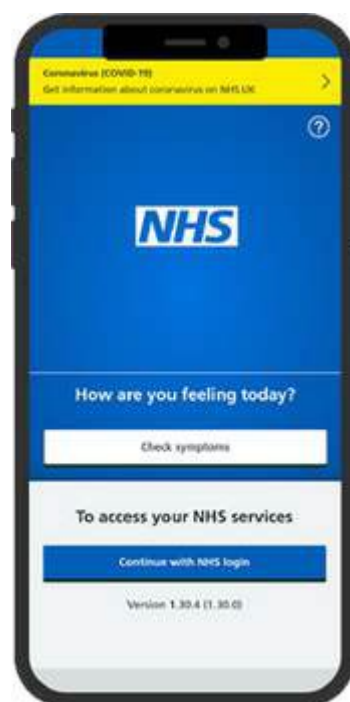 Coronavirus (COVID-19)
Get information about coronavirus on NHS.UK
?
NHS
How are you feeling today?
Check symptoms
To access your NHS services
Continue with NHS login
Version 1.30.4 (1.30.0)